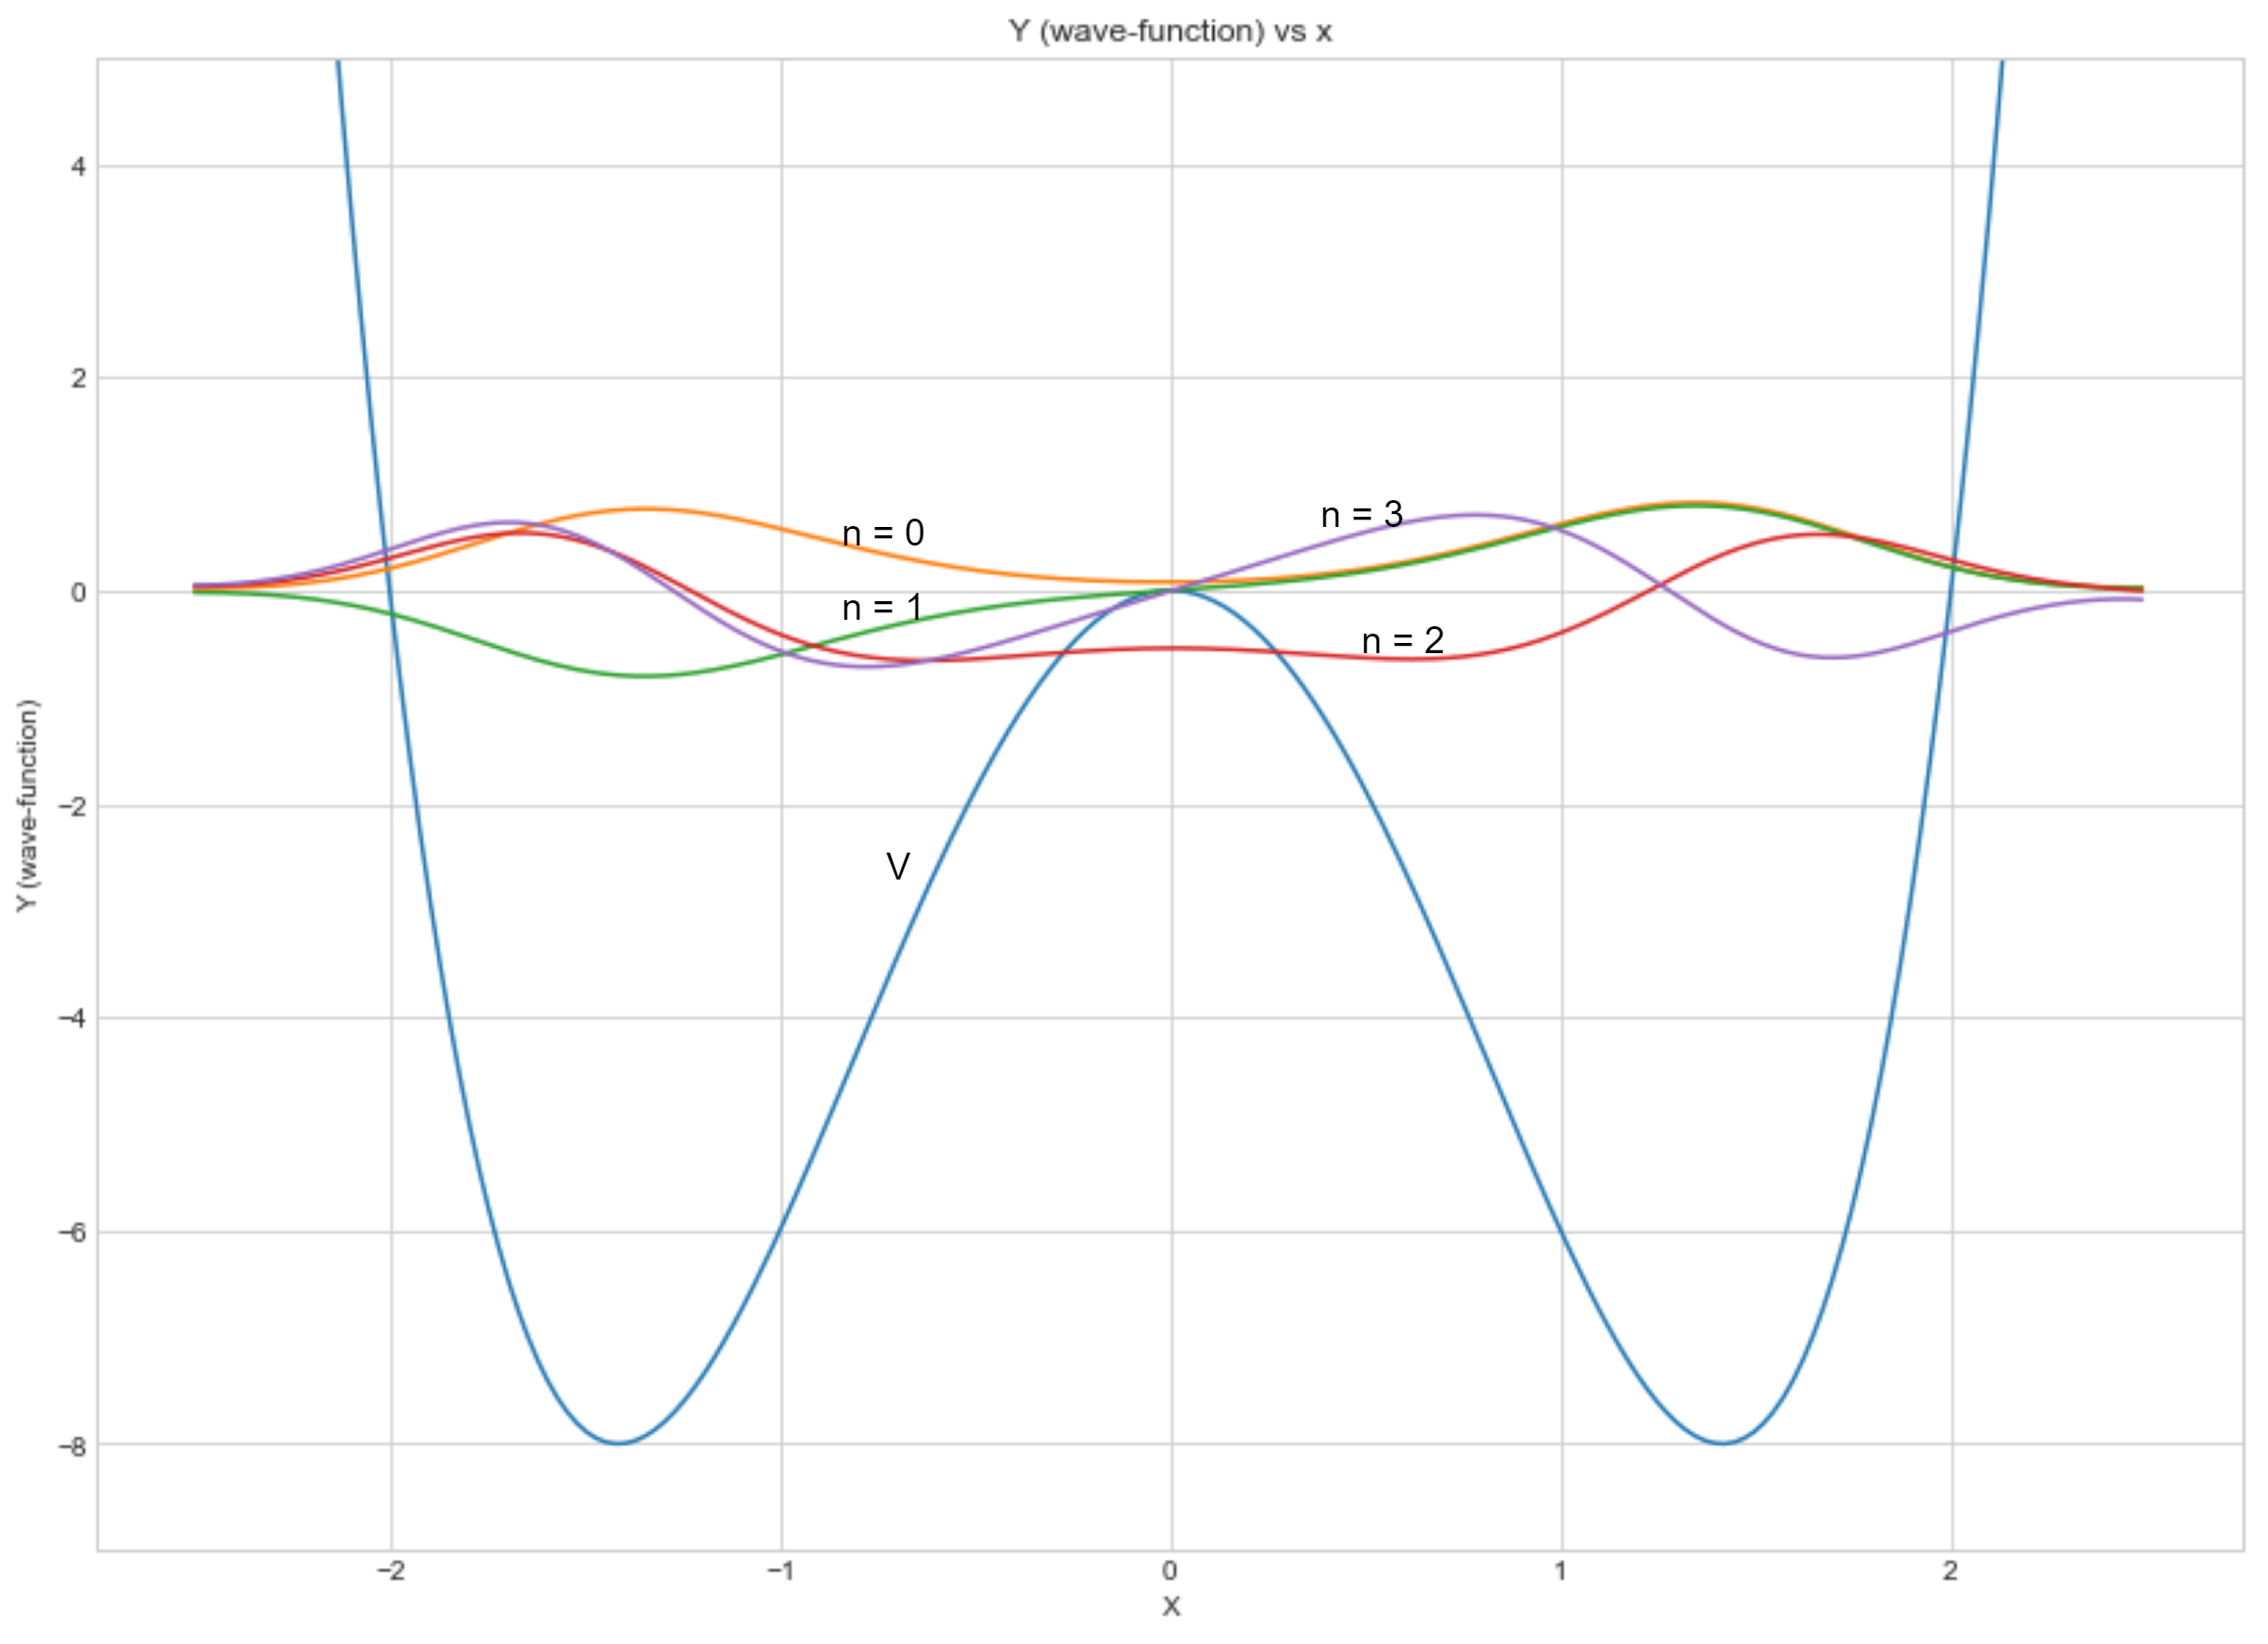 Y (wave-function) vs x
4
2
0
−2
−4
−6
−8
Y (wave-function)
n = 0
n = 3
n = 1
n = 2
V
−2
−1
0
1
2
x